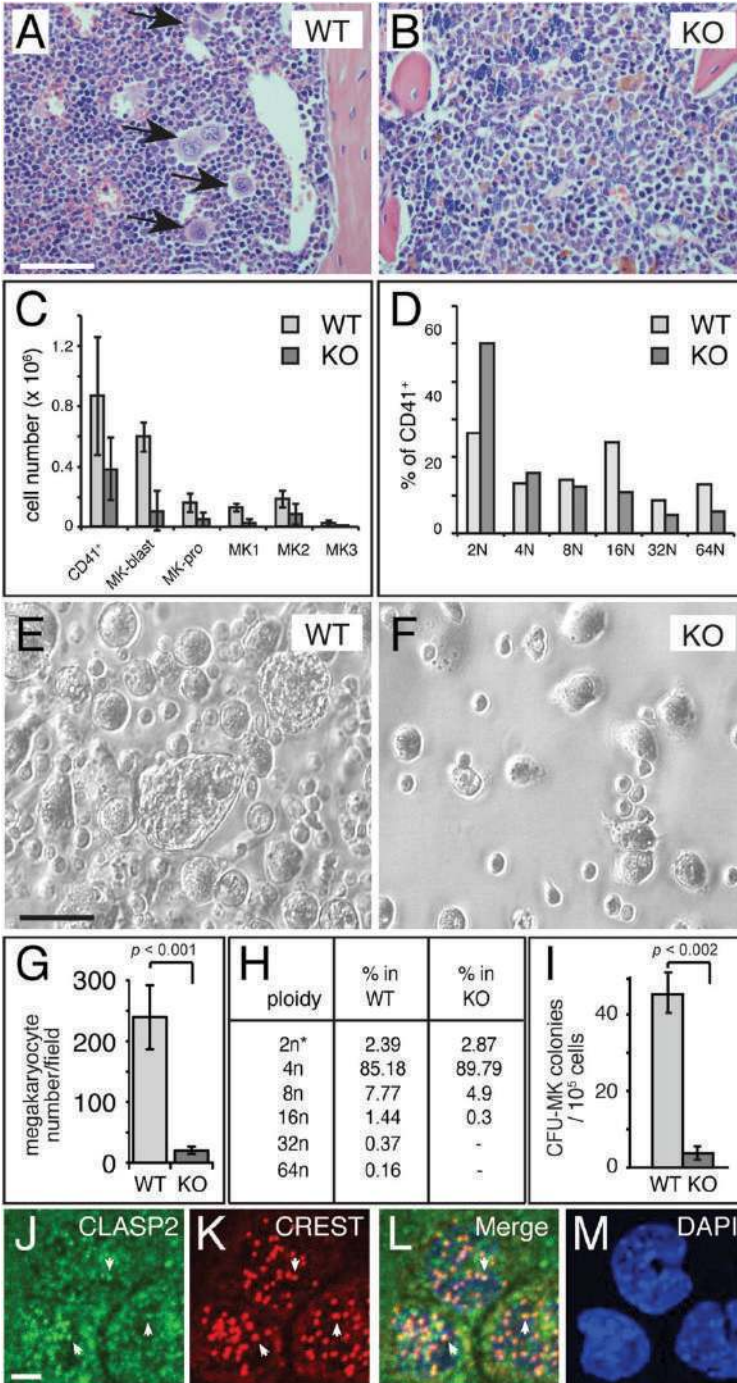 A WT
B KO
C
WT
KO
cell number (x 10⁶)
1.2
0.8
0.4
0
CD41⁺ MK-blast MK-pro MK1 MK2 MK3
D
WT
KO
% of CD41⁺
60
40
20
0
2N 4N 8N 16N 32N 64N
E WT
F KO
G
p < 0.001
megakaryocyte
number/field
300
200
100
0
WT KO
H
ploidy % in WT % in KO
2n* 2.39 2.87
4n 85.18 89.79
8n 7.77 4.9
16n 1.44 0.3
32n 0.37 -
64n 0.16 -
I
p < 0.002
CFU-MK colonies
/ 10⁵ cells
40
20
0
WT KO
J CLASP2
K CREST
L Merge
M DAPI